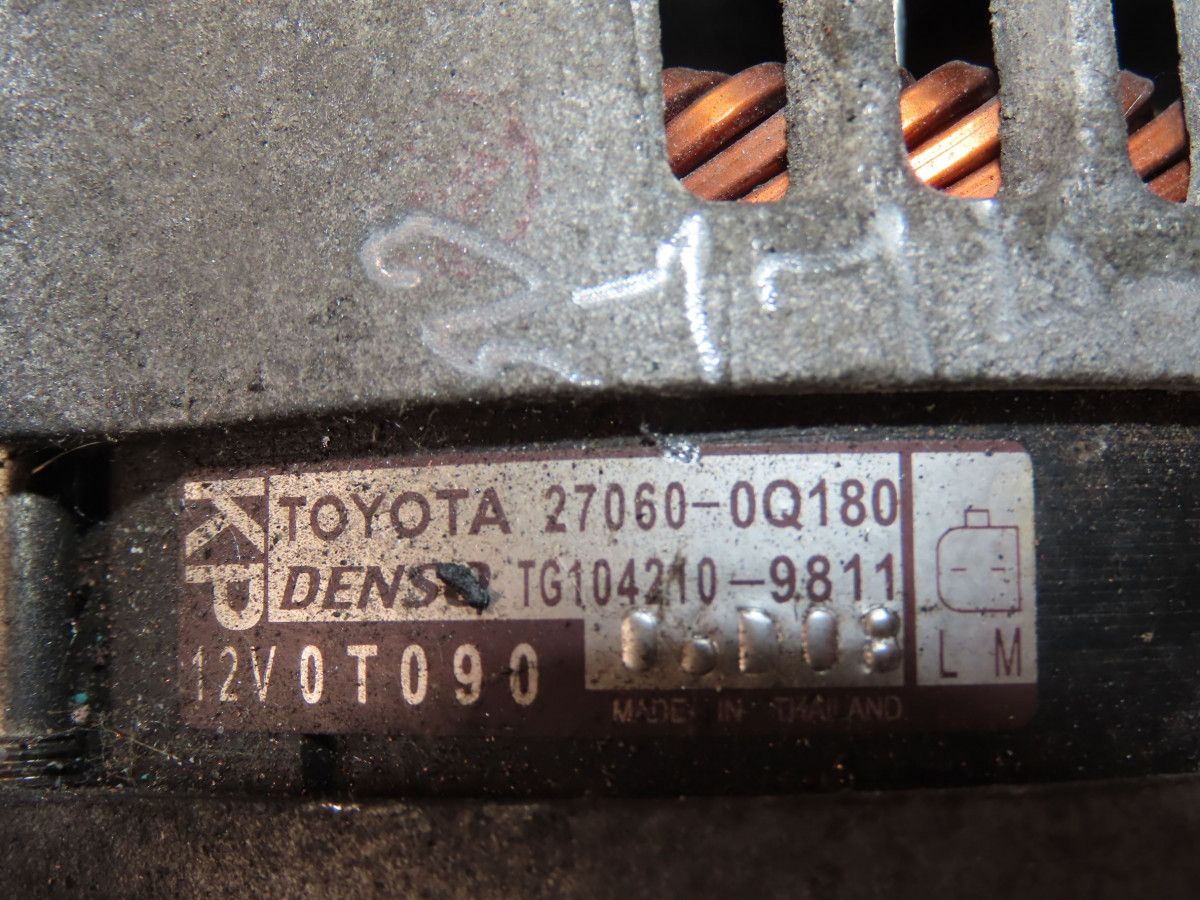 TOYOTA 27060-0Q180
DENSO TG104210-9811
12V 0T090
MADE IN THAILAND
L M